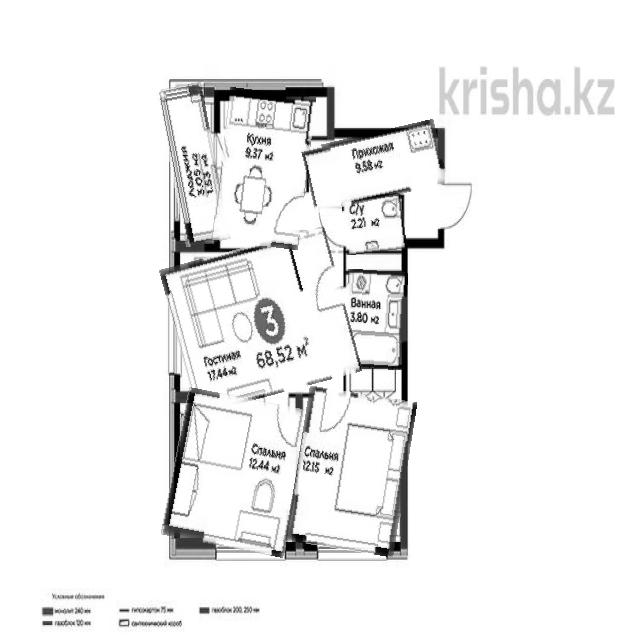 krisha.kz
Кухня
9.37 м2
Прихожая
9.58 м2
Лоджия
3.05 м2
1.53 м2
С/у
2.21 м2
Ванная
3.80 м2
3
68,52 м2
Гостиная
17.44 м2
Спальня
12.44 м2
Спальня
12.15 м2
Условные обозначения
монолит 240 мм
гипсокартон 75 мм
газоблок 200, 250 мм
газоблок 120 мм
сантехнический короб